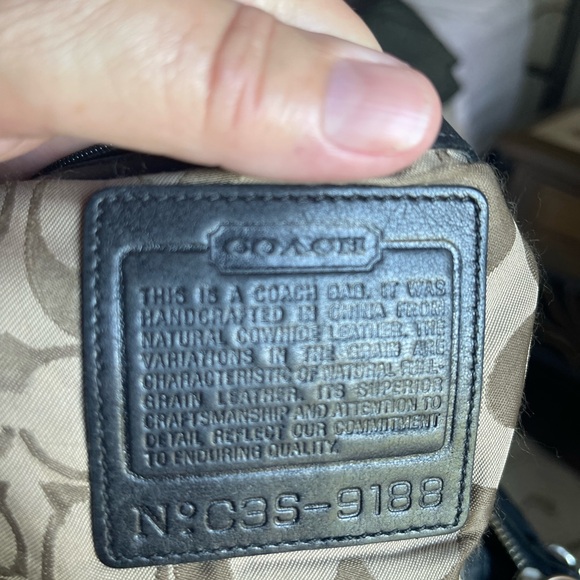 COACH
THIS IS A COACH BAG. IT WAS
HANDCRAFTED IN CHINA FROM
NATURAL COWHIDE LEATHER. THE
VARIATIONS IN THE GRAIN ARE
CHARACTERISTIC OF NATURAL FULL
GRAIN LEATHER. ITS SUPERIOR
CRAFTSMANSHIP AND ATTENTION TO
DETAIL REFLECT OUR COMMITMENT
TO ENDURING QUALITY.
Nº C3S-9188